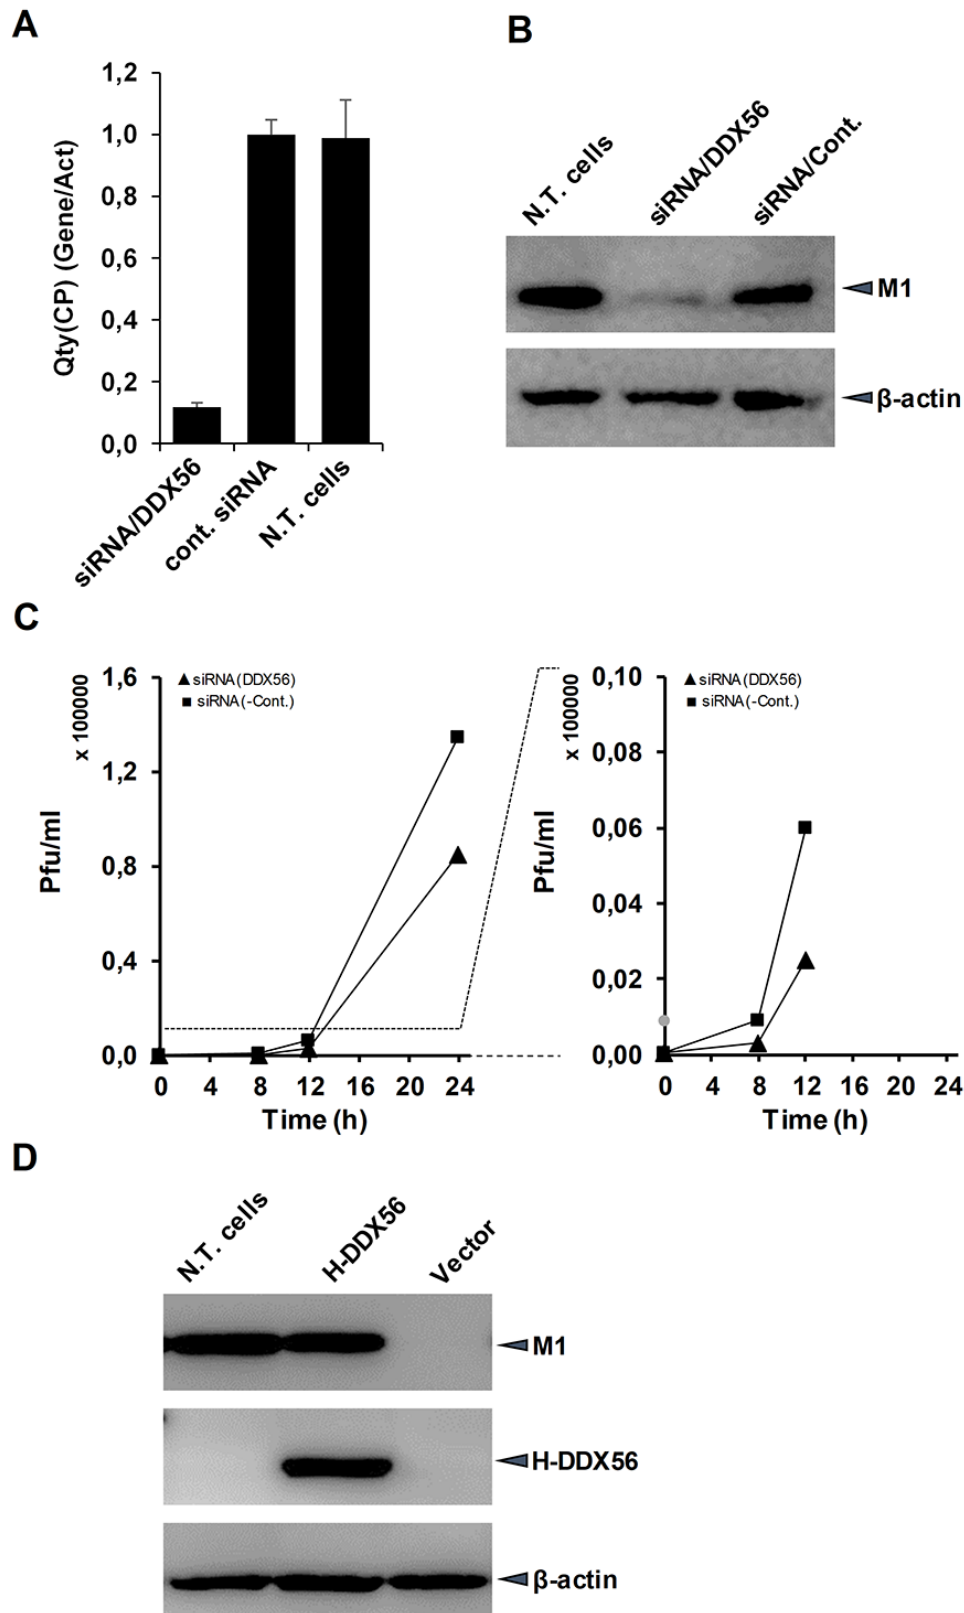 A
Qty(CP) (Gene/Act)
1,2
1,0
0,8
0,6
0,4
0,2
0,0
siRNA/DDX56
cont. siRNA
N.T. cells
B
N.T. cells
siRNA/DDX56
siRNA/Cont.
M1
β-actin
C
x 100000
Pfu/ml
1,6
1,2
0,8
0,4
0,0
siRNA(DDX56)
siRNA(-Cont.)
0 4 8 12 16 20 24
Time (h)
x 100000
Pfu/ml
0,10
0,08
0,06
0,04
0,02
0,00
siRNA(DDX56)
siRNA(-Cont.)
0 4 8 12 16 20 24
Time (h)
D
N.T. cells
H-DDX56
Vector
M1
H-DDX56
β-actin